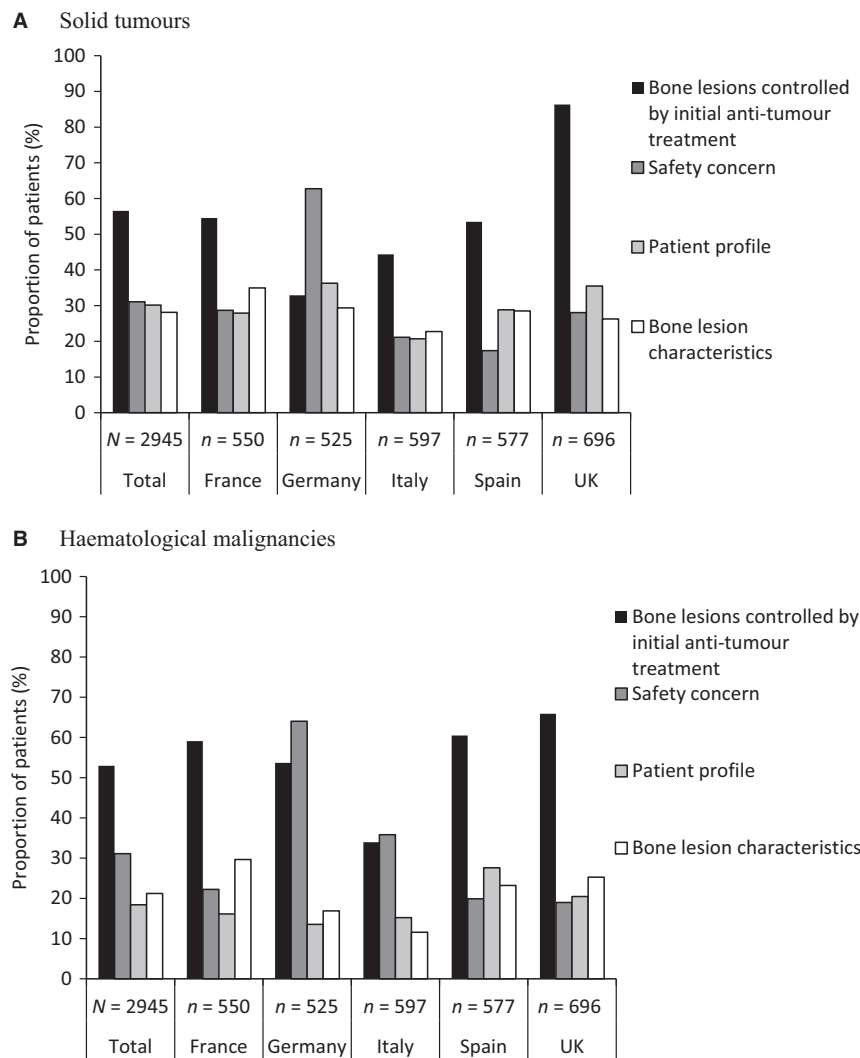 A Solid tumours
100
90
80
70
60
50
40
30
20
10
0
Proportion of patients (%)
Bone lesions controlled
by initial anti-tumour
treatment
Safety concern
Patient profile
Bone lesion
characteristics
N = 2945 n = 550 n = 525 n = 597 n = 577 n = 696
Total France Germany Italy Spain UK
B Haematological malignancies
100
90
80
70
60
50
40
30
20
10
0
Proportion of patients (%)
Bone lesions controlled by
initial anti-tumour
treatment
Safety concern
Patient profile
Bone lesion characteristics
N = 2945 n = 550 n = 525 n = 597 n = 577 n = 696
Total France Germany Italy Spain UK